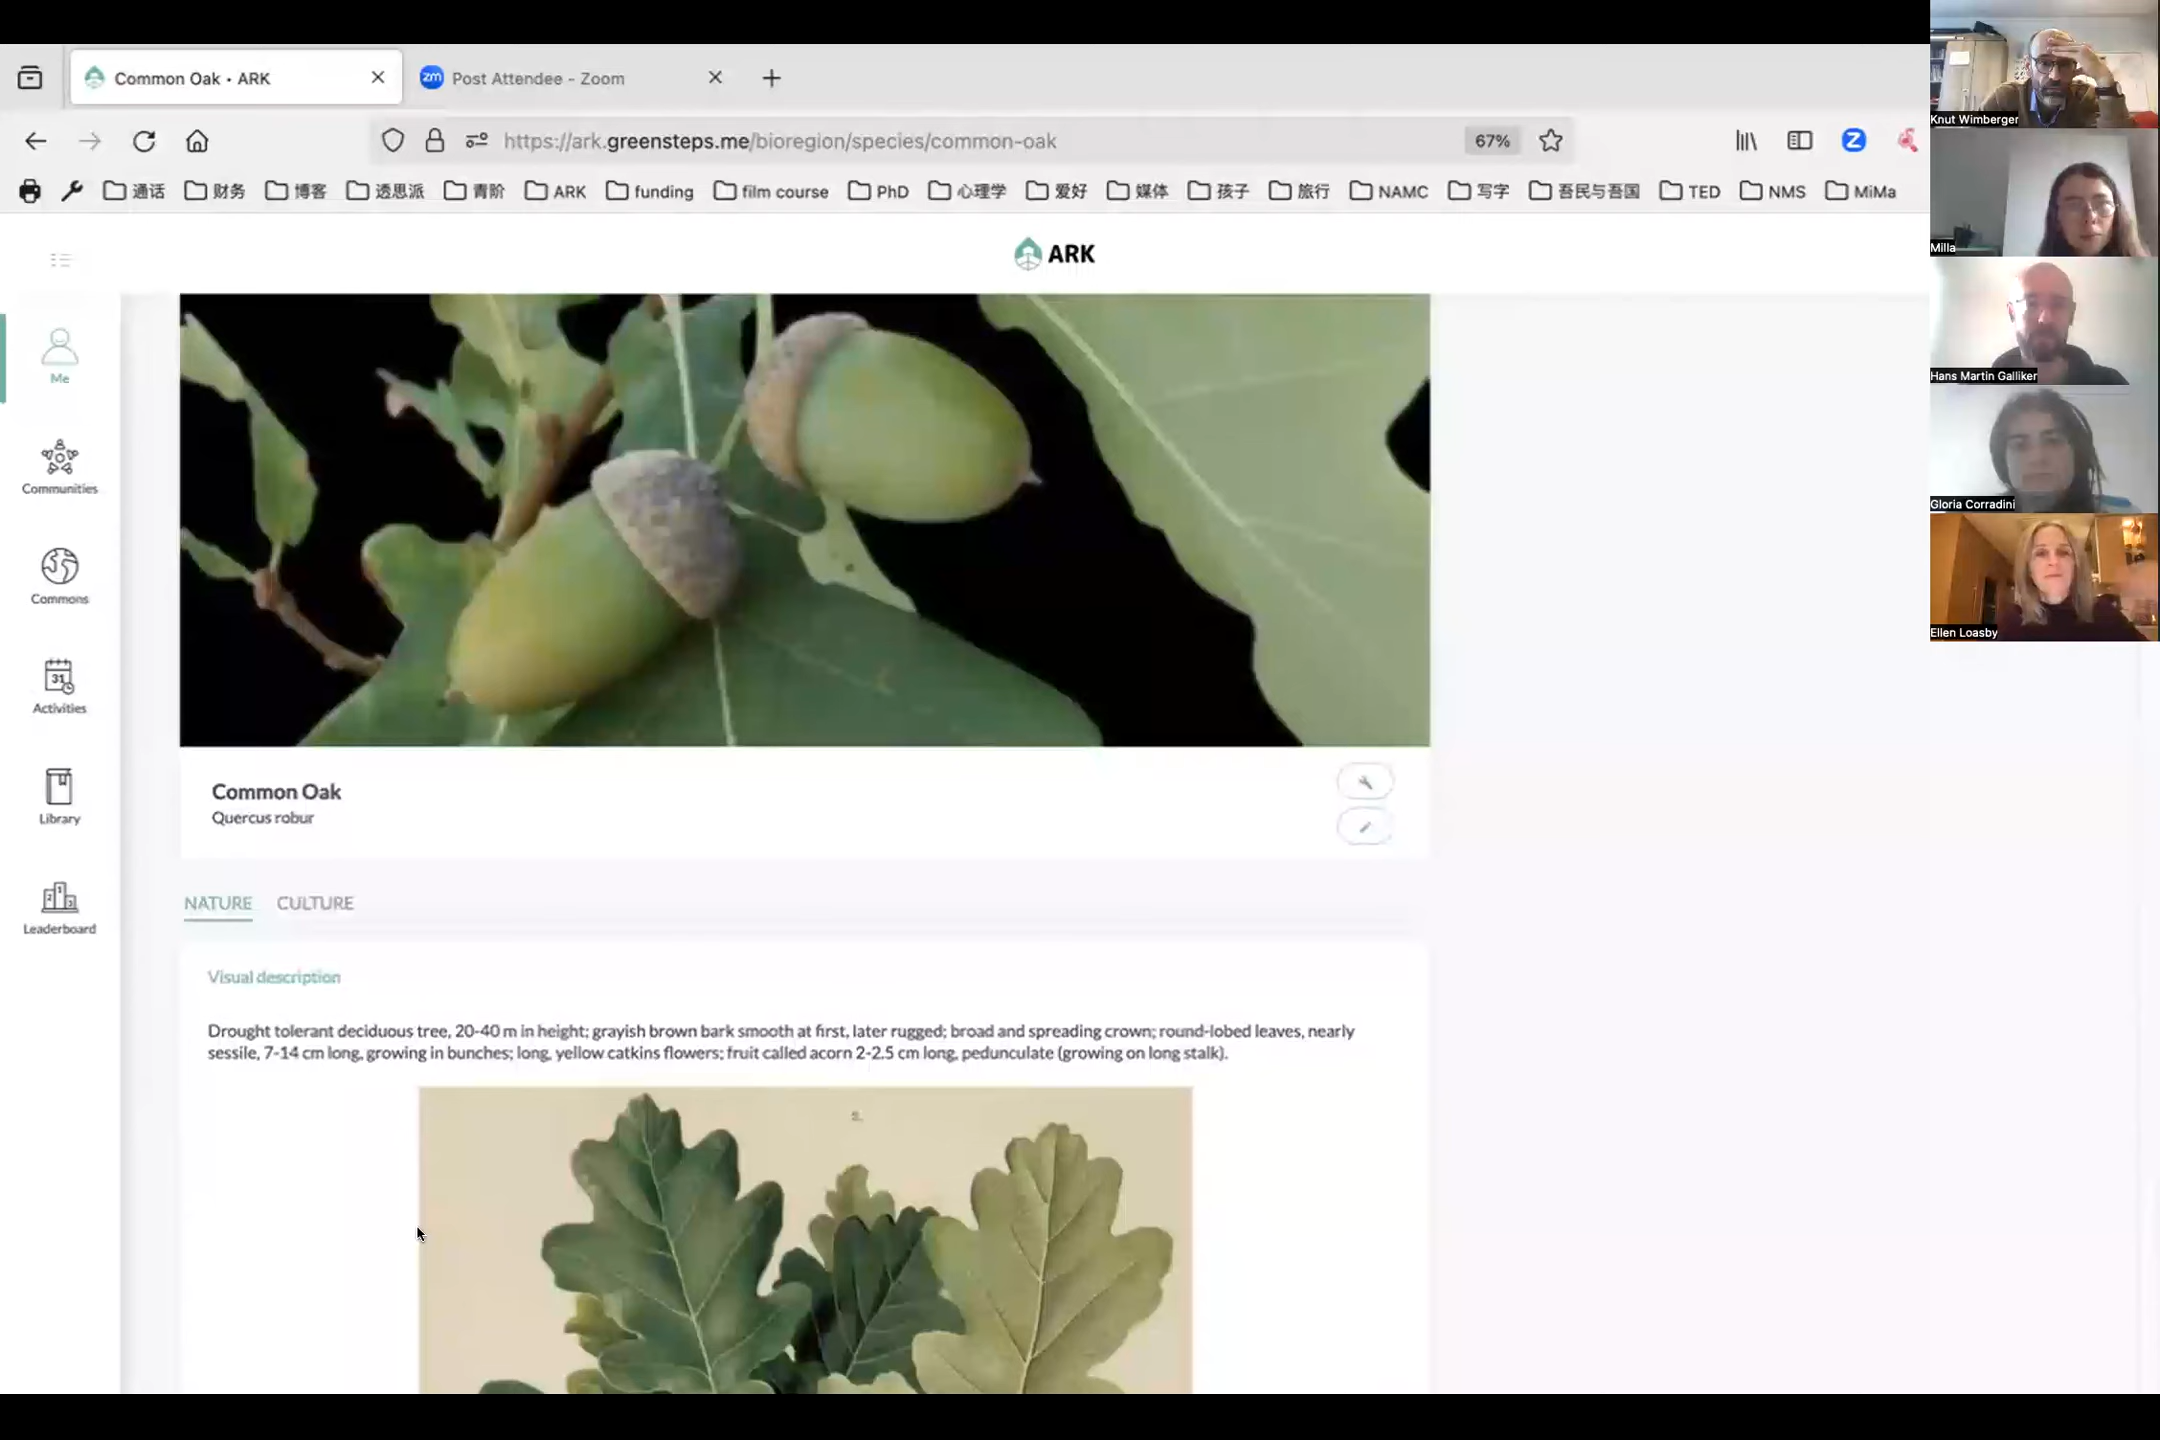 Common Oak • ARK
Post Attendee - Zoom
https://ark.greensteps.me/bioregion/species/common-oak
67%
通话 财务 博客 透思派 青阶 ARK funding film course PhD 心理学 爱好 媒体 孩子 旅行 NAMC 写字 吾民与吾国 TED NMS MiMa
ARK
Me
Communities
Commons
31
Activities
Library
Leaderboard
Common Oak
Quercus robur
NATURE CULTURE
Visual description
Drought tolerant deciduous tree, 20-40 m in height; grayish brown bark smooth at first, later rugged; broad and spreading crown; round-lobed leaves, nearly
sessile, 7-14 cm long, growing in bunches; long, yellow catkins flowers; fruit called acorn 2-2.5 cm long, pedunculate (growing on long stalk).
Knut Wimberger
Milla
Hans Martin Galliker
Gloria Corradini
Ellen Loasby